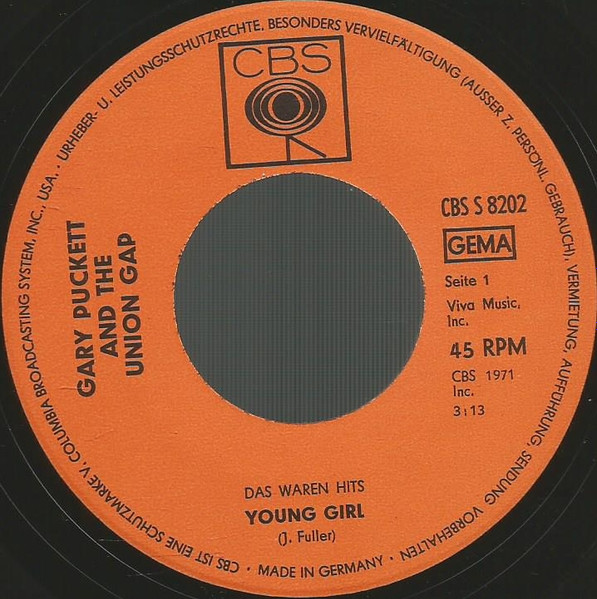 CBS
GARY PUCKETT
AND THE
UNION GAP
CBS S 8202
GEMA
Seite 1
Viva Music,
Inc.
45 RPM
CBS 1971
Inc.
3:13
DAS WAREN HITS
YOUNG GIRL
(J. Fuller)
CBS IST EINE SCHUTZMARKE V. COLUMBIA BROADCASTING SYSTEM, INC., USA. · URHEBER- U. LEISTUNGSSCHUTZRECHTE, BESONDERS VERVIELFÄLTIGUNG (AUSSER Z. PERSÖNL. GEBRAUCH), VERMIETUNG, AUFFÜHRUNG, SENDUNG VORBEHALTEN · MADE IN GERMANY ·